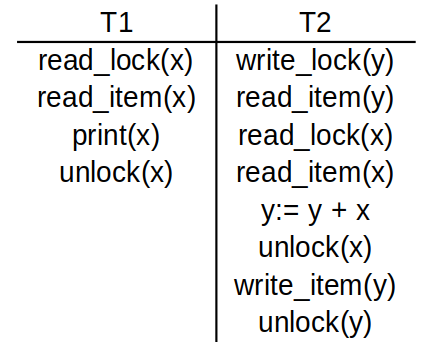 T1 T2
read_lock(x) write_lock(y)
read_item(x) read_item(y)
print(x) read_lock(x)
unlock(x) read_item(x)
y:= y + x
unlock(x)
write_item(y)
unlock(y)